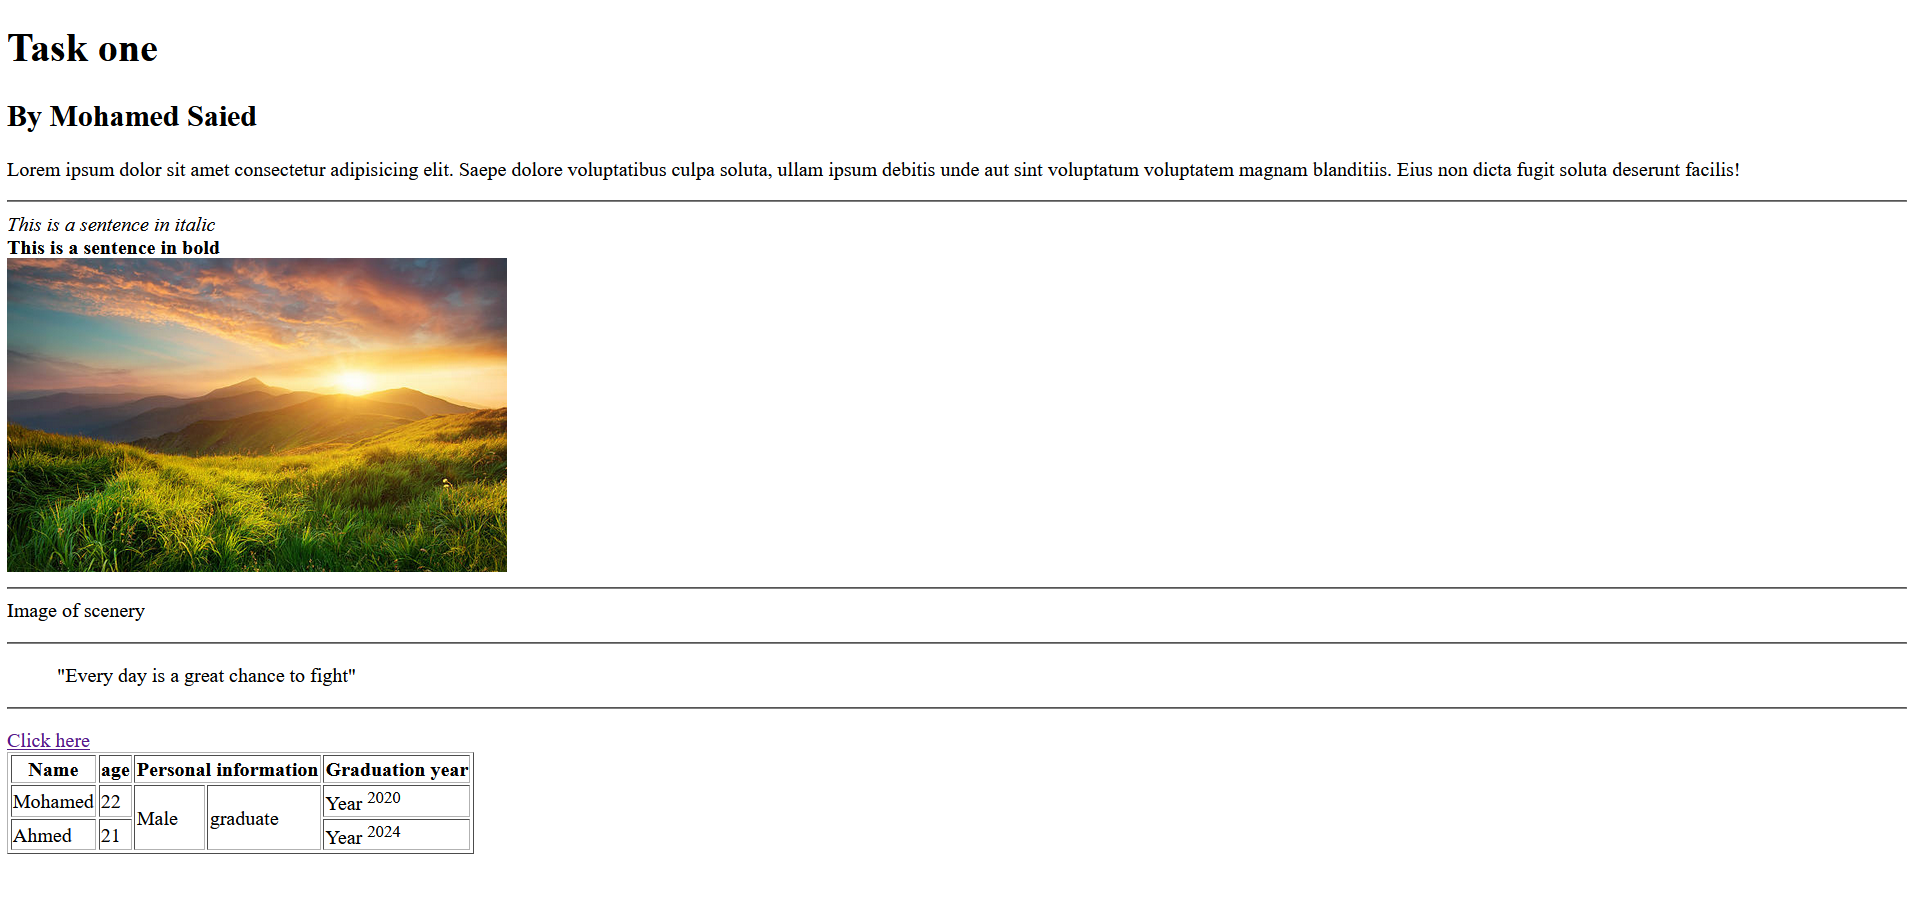 Task one
By Mohamed Saied
Lorem ipsum dolor sit amet consectetur adipisicing elit. Saepe dolore voluptatibus culpa soluta, ullam ipsum debitis unde aut sint voluptatum voluptatem magnam blanditiis. Eius non dicta fugit soluta deserunt facilis!
This is a sentence in italic
This is a sentence in bold
Image of scenery
"Every day is a great chance to fight"
Click here
Name age Personal information Graduation year
Mohamed 22 Male graduate Year 2020
Ahmed 21 Year 2024